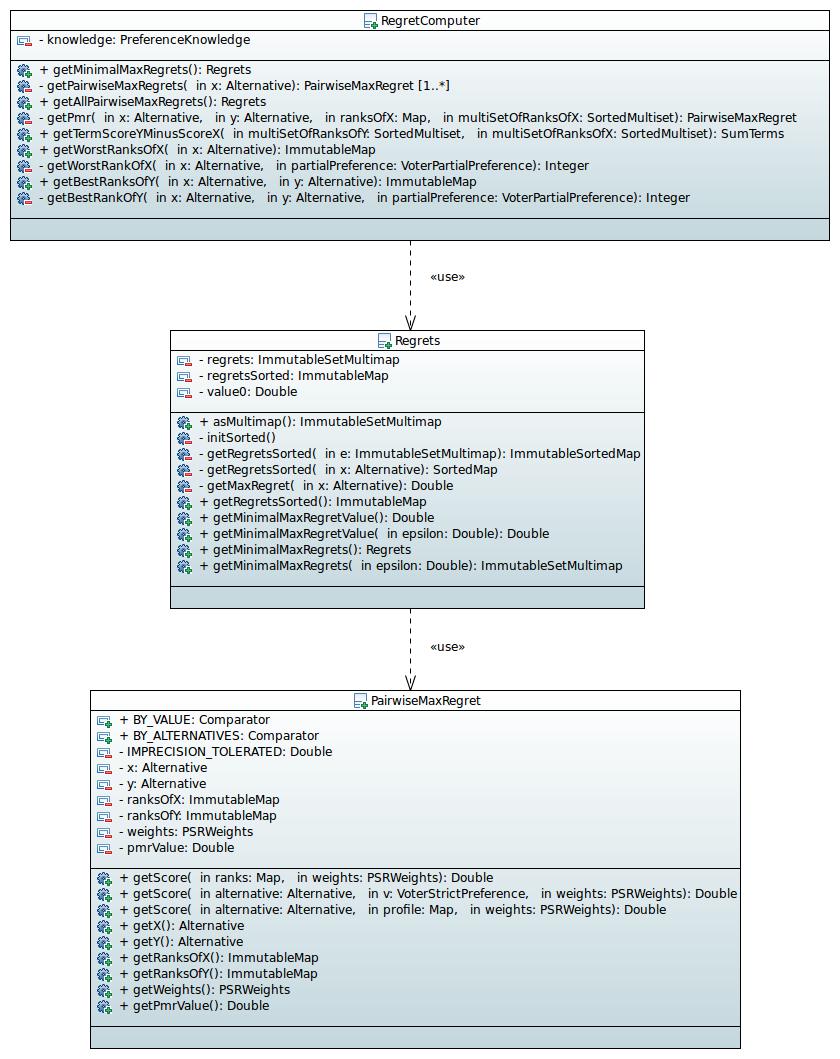 RegretComputer
- knowledge: PreferenceKnowledge
+ getMinimalMaxRegrets(): Regrets
- getPairwiseMaxRegrets( in x: Alternative): PairwiseMaxRegret [1..*]
+ getAllPairwiseMaxRegrets(): Regrets
- getPmr( in x: Alternative, in y: Alternative, in ranksOfX: Map, in multiSetOfRanksOfX: SortedMultiset): PairwiseMaxRegret
+ getTermScoreYMinusScoreX( in multiSetOfRanksOfY: SortedMultiset, in multiSetOfRanksOfX: SortedMultiset): SumTerms
+ getWorstRanksOfX( in x: Alternative): ImmutableMap
- getWorstRankOfX( in x: Alternative, in partialPreference: VoterPartialPreference): Integer
+ getBestRanksOfY( in x: Alternative, in y: Alternative): ImmutableMap
- getBestRankOfY( in x: Alternative, in y: Alternative, in partialPreference: VoterPartialPreference): Integer
«use»
Regrets
- regrets: ImmutableSetMultimap
- regretsSorted: ImmutableMap
- value0: Double
+ asMultimap(): ImmutableSetMultimap
- initSorted()
- getRegretsSorted( in e: ImmutableSetMultimap): ImmutableSortedMap
- getRegretsSorted( in x: Alternative): SortedMap
- getMaxRegret( in x: Alternative): Double
+ getRegretsSorted(): ImmutableMap
+ getMinimalMaxRegretValue(): Double
+ getMinimalMaxRegretValue( in epsilon: Double): Double
+ getMinimalMaxRegrets(): Regrets
+ getMinimalMaxRegrets( in epsilon: Double): ImmutableSetMultimap
«use»
PairwiseMaxRegret
+ BY_VALUE: Comparator
+ BY_ALTERNATIVES: Comparator
- IMPRECISION_TOLERATED: Double
- x: Alternative
- y: Alternative
- ranksOfX: ImmutableMap
- ranksOfY: ImmutableMap
- weights: PSRWeights
- pmrValue: Double
+ getScore( in ranks: Map, in weights: PSRWeights): Double
+ getScore( in alternative: Alternative, in v: VoterStrictPreference, in weights: PSRWeights): Double
+ getScore( in alternative: Alternative, in profile: Map, in weights: PSRWeights): Double
+ getX(): Alternative
+ getY(): Alternative
+ getRanksOfX(): ImmutableMap
+ getRanksOfY(): ImmutableMap
+ getWeights(): PSRWeights
+ getPmrValue(): Double